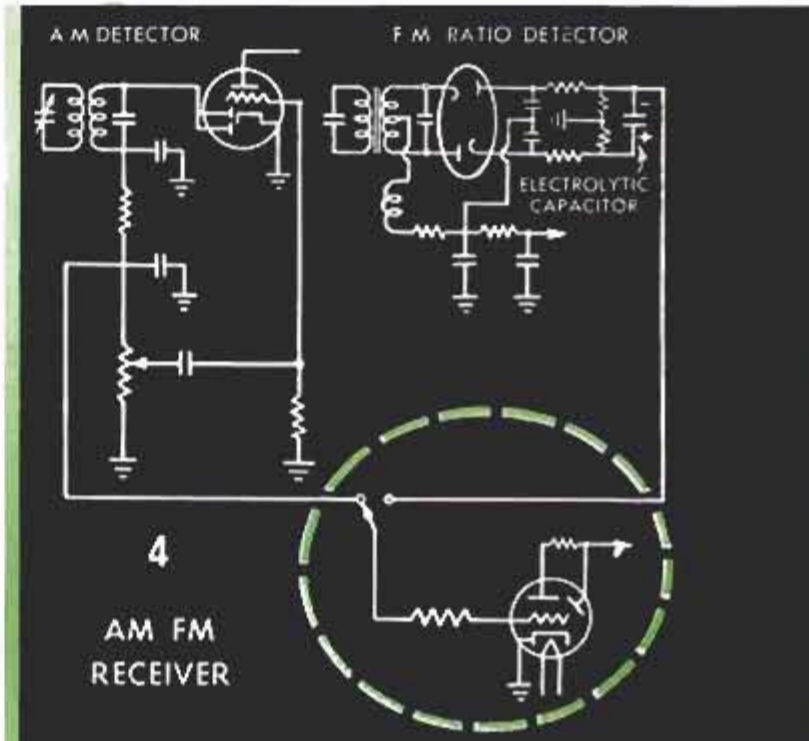 A M DETECTOR
F M RATIO DETECTOR
ELECTROLYTIC
CAPACITOR
4
AM FM
RECEIVER